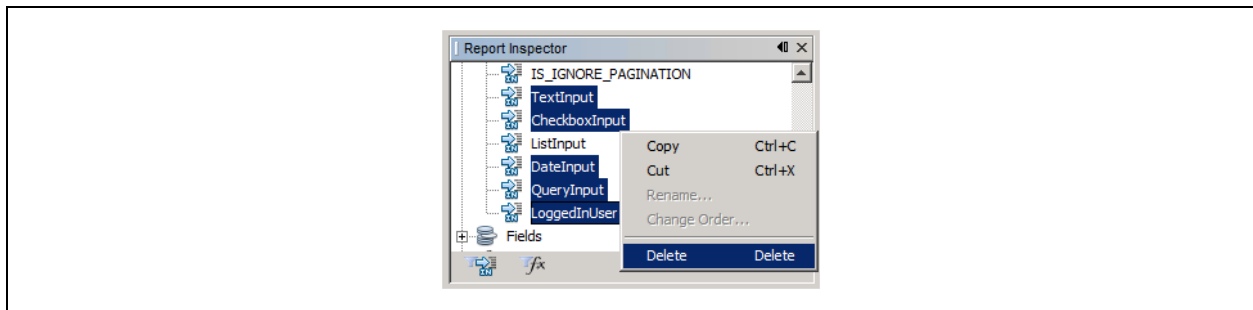 Report Inspector
IS_IGNORE_PAGINATION
TextInput
CheckboxInput
ListInput
DateInput
QueryInput
LoggedInUser
Fields
fx
Copy Ctrl+C
Cut Ctrl+X
Rename...
Change Order...
Delete Delete